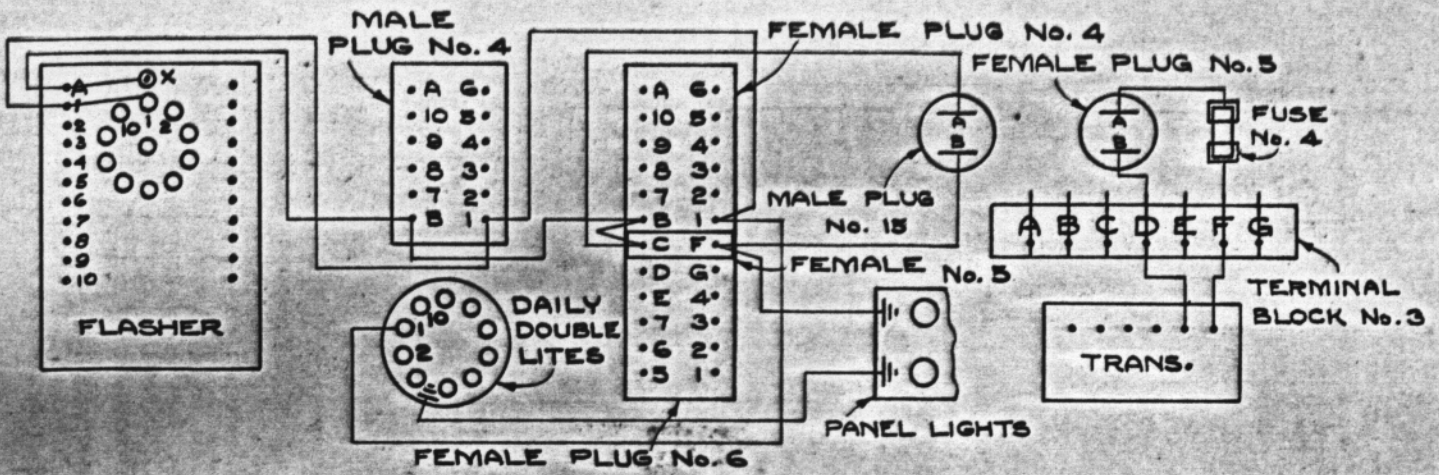 MALE
PLUG No. 4
FEMALE PLUG No. 4
FEMALE PLUG No. 5
A X
1
2
3
4
5
6
7
8
9
10
10 1 2
FLASHER
A 6
10 5
9 4
8 3
7 2
B 1
A 6
10 5
9 4
8 3
7 2
B 1
C F
D G
E 4
7 3
6 2
5 1
A
B
MALE PLUG
No. 15
FEMALE No. 5
A
B
FUSE
No. 4
A B C D E F G
TERMINAL
BLOCK No. 3
TRANS.
10
1
2
DAILY
DOUBLE
LITES
PANEL LIGHTS
FEMALE PLUG No. 6